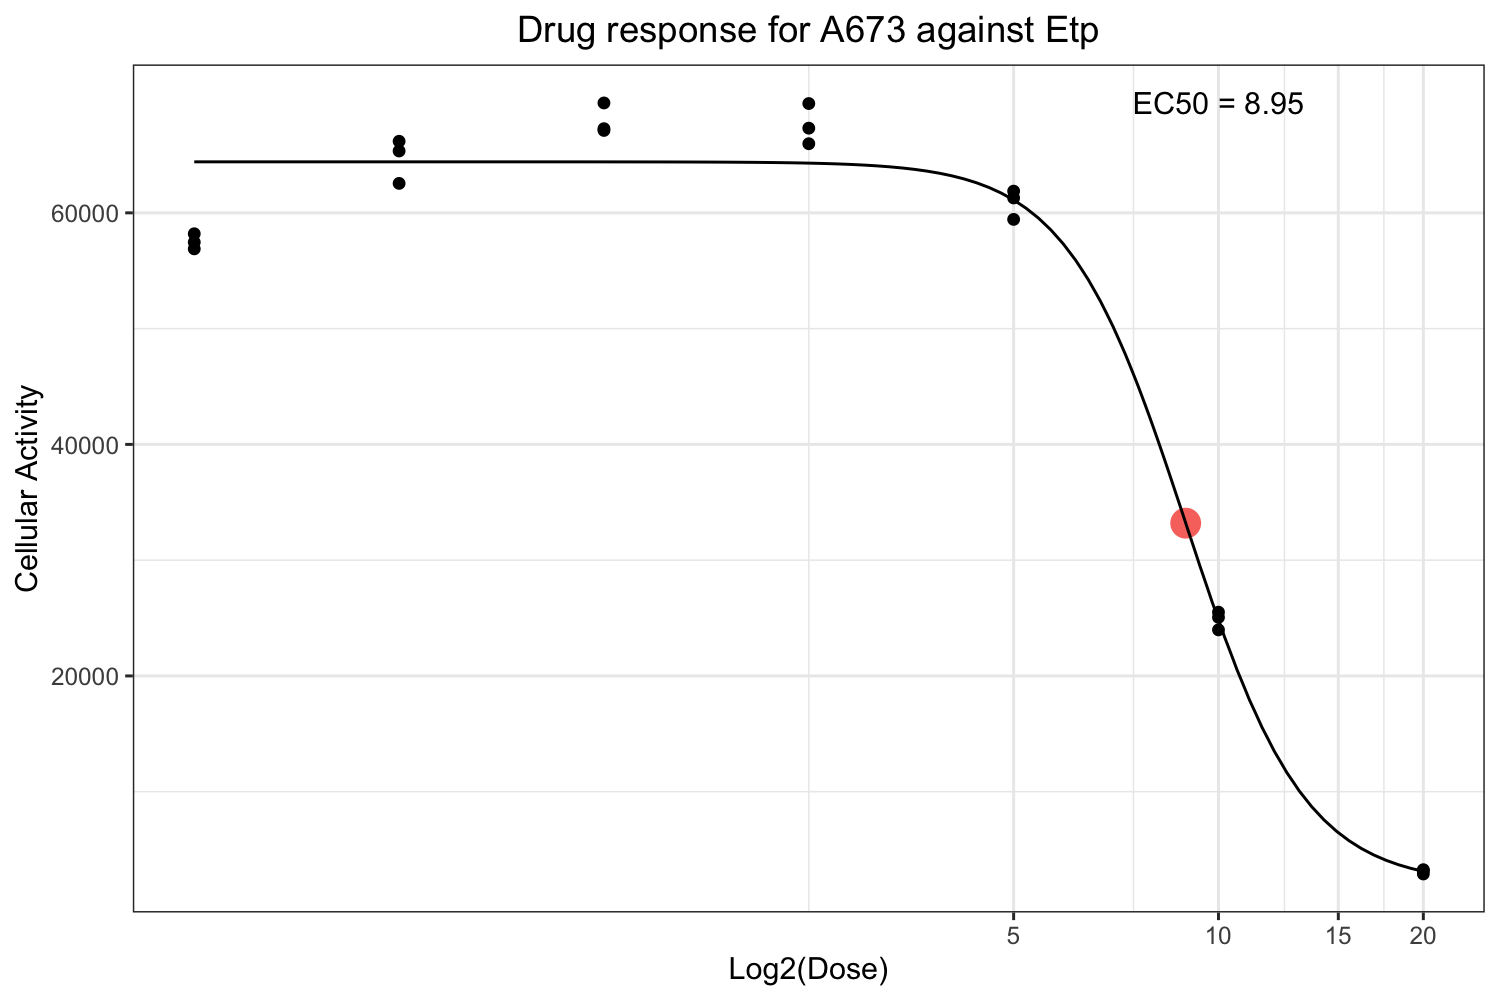 Drug response for A673 against Etp
EC50 = 8.95
Cellular Activity
60000
40000
20000
5 10 15 20
Log2(Dose)